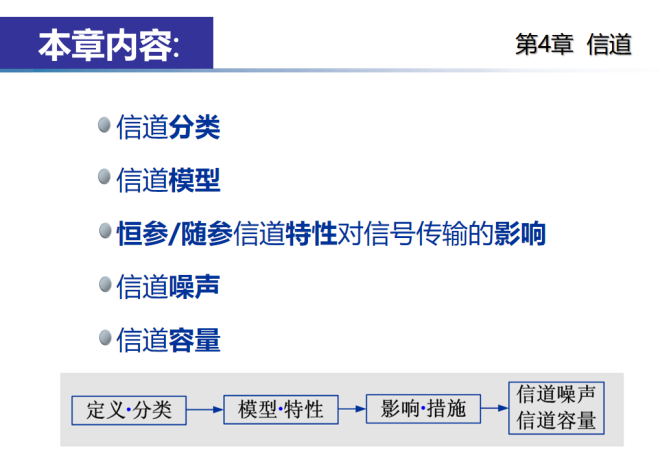 本章内容:
第4章 信道
信道分类
信道模型
恒参/随参信道特性对信号传输的影响
信道噪声
信道容量
定义·分类
模型·特性
影响·措施
信道噪声
信道容量